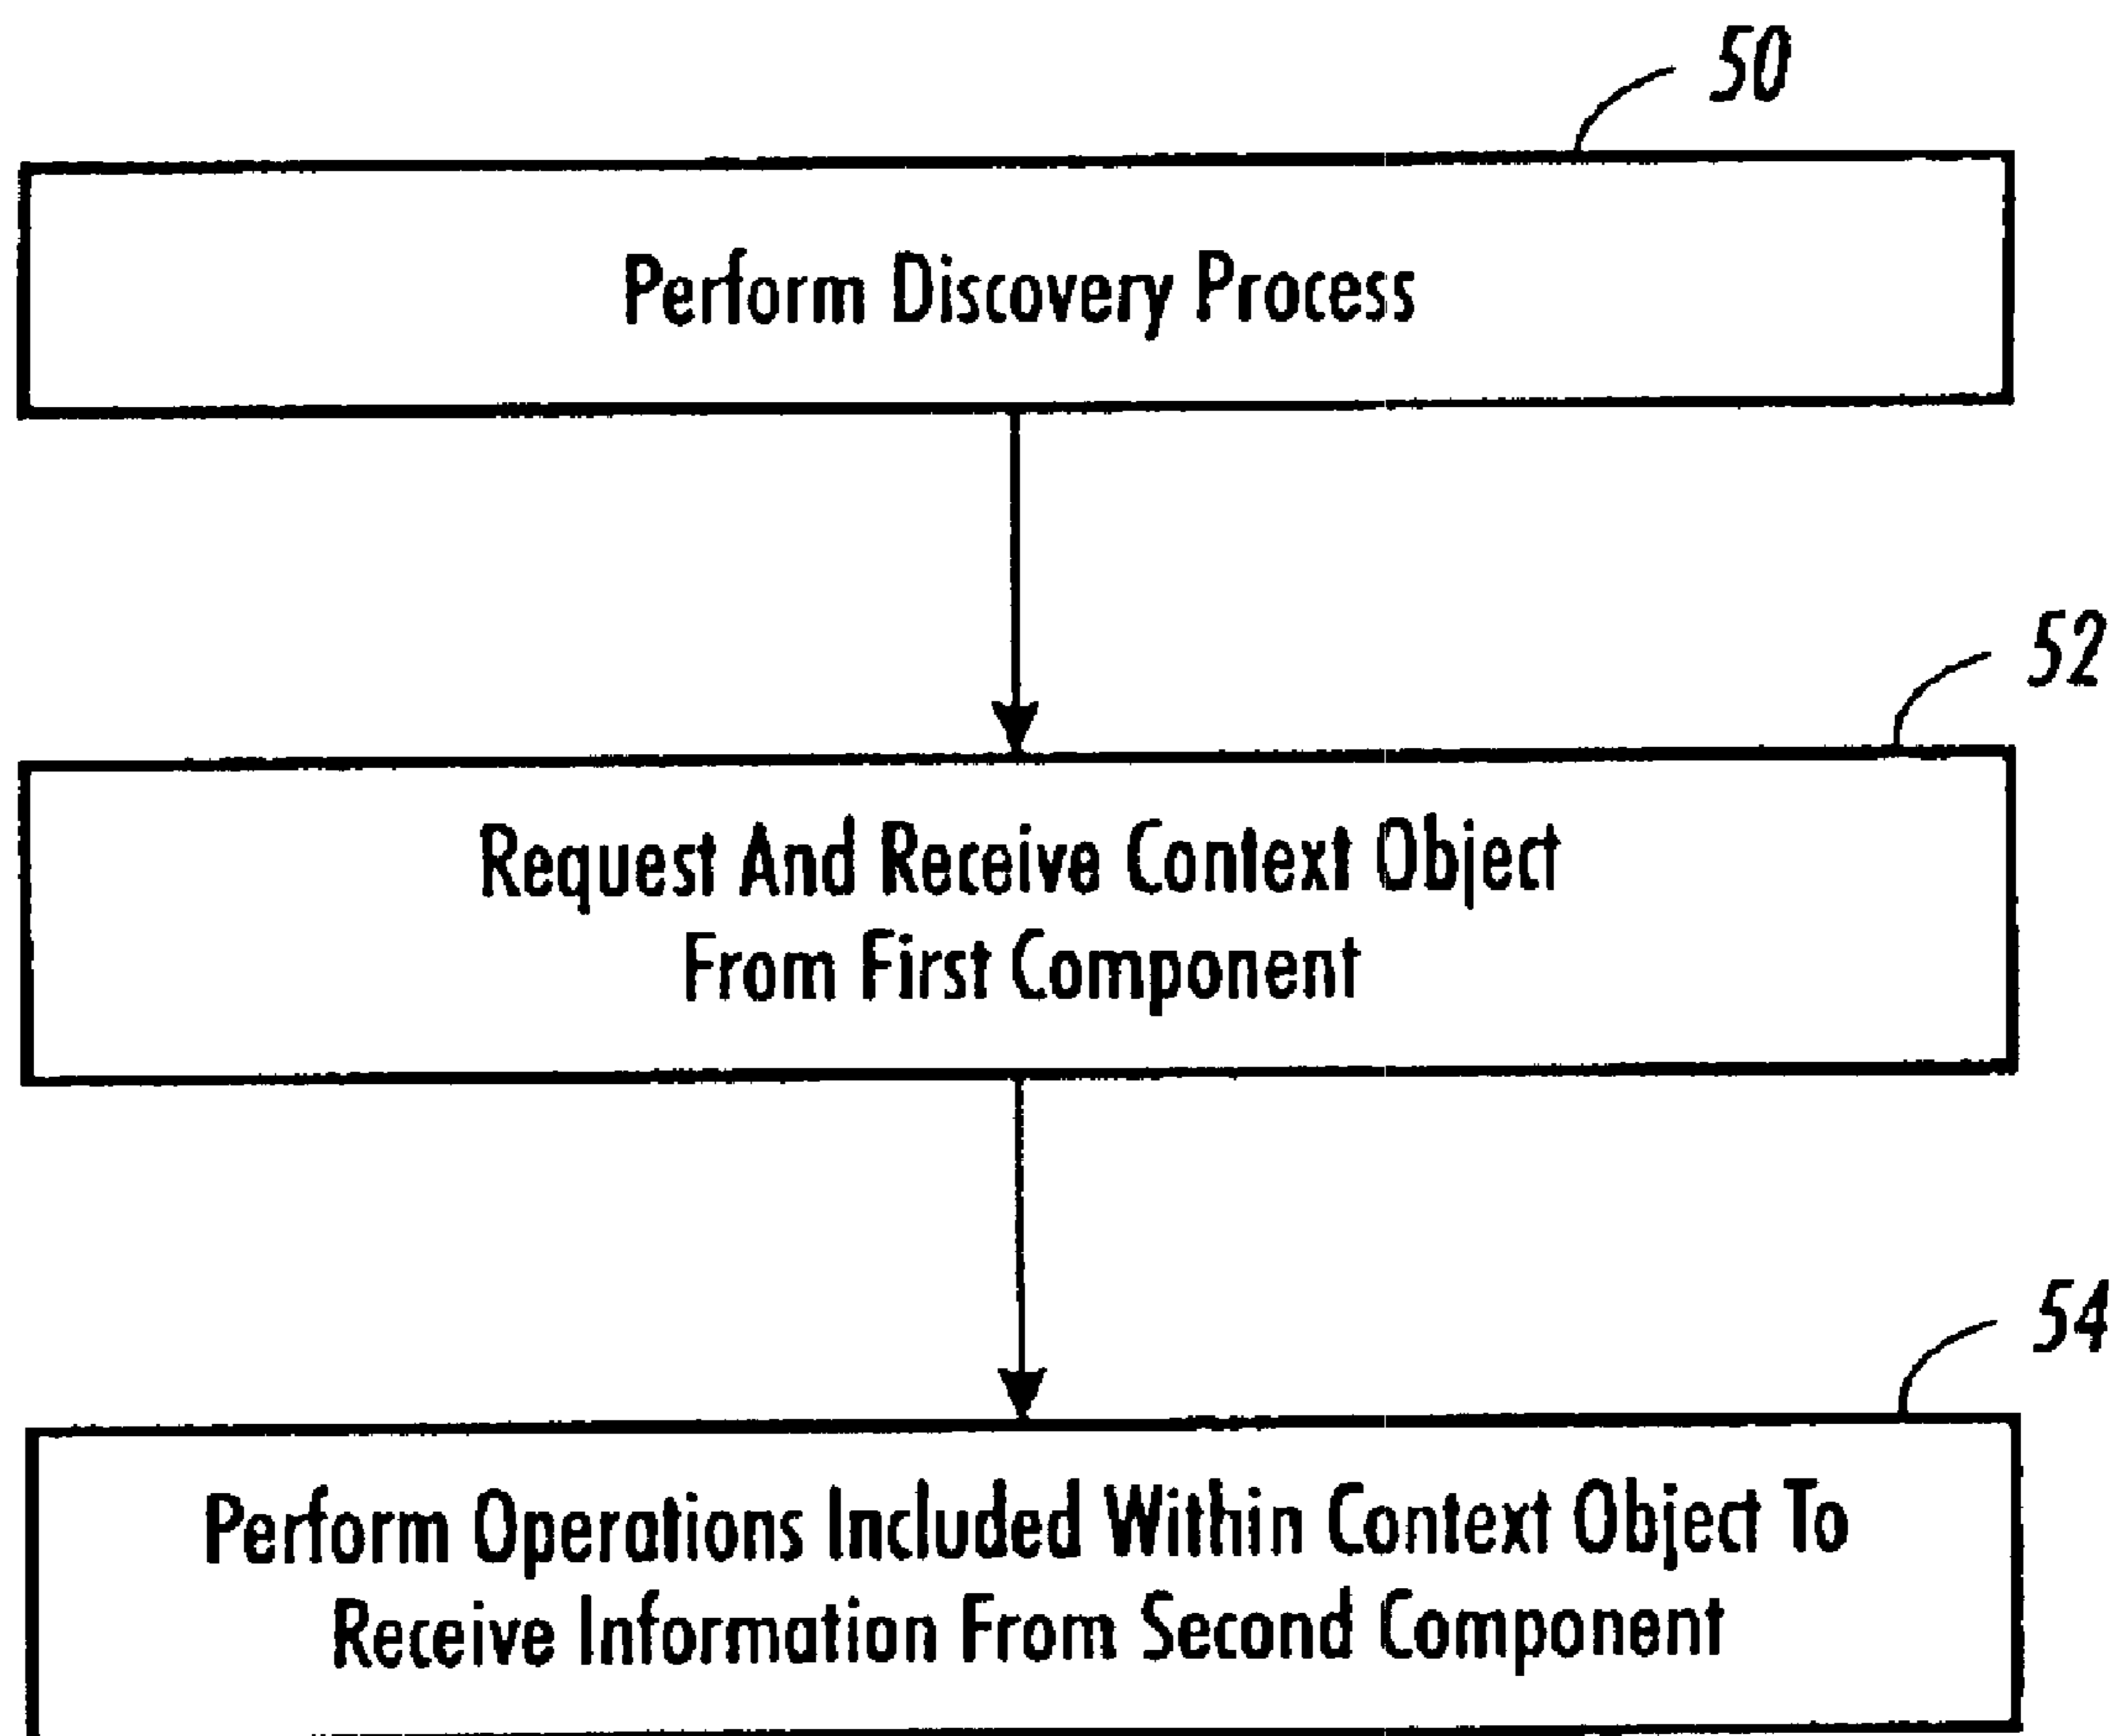 50
Perform Discovery Process
52
Request And Receive Context Object
From First Component
54
Perform Operations Included Within Context Object To
Receive Information From Second Component